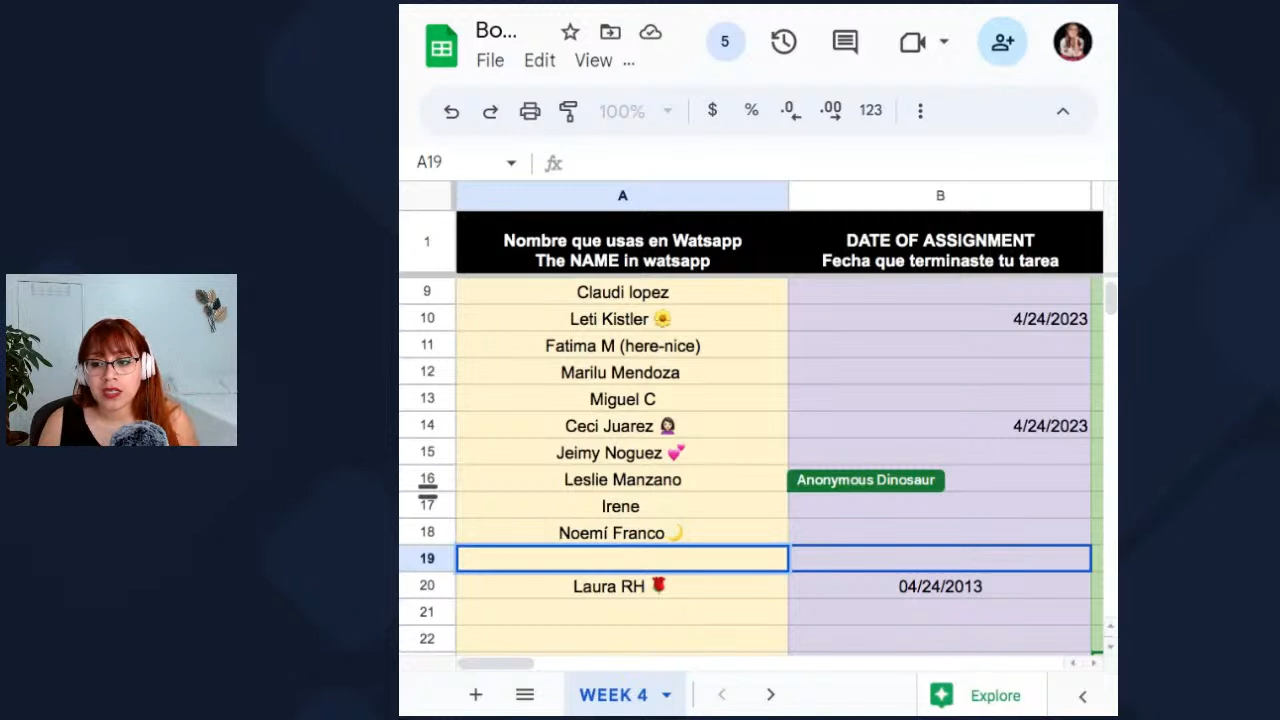 Bo...
5
File Edit View ...
100% $ % .0 .00 123
A19 fx
A B
1 Nombre que usas en Watsapp DATE OF ASSIGNMENT
The NAME in watsapp Fecha que terminaste tu tarea
9 Claudi lopez
10 Leti Kistler 🌼 4/24/2023
11 Fatima M (here-nice)
12 Marilu Mendoza
13 Miguel C
14 Ceci Juarez 🙍🏻‍♀️ 4/24/2023
15 Jeimy Noguez 💕
16 Leslie Manzano Anonymous Dinosaur
17 Irene
18 Noemí Franco 🌙
19
20 Laura RH 🌹 04/24/2013
21
22
WEEK 4 Explore